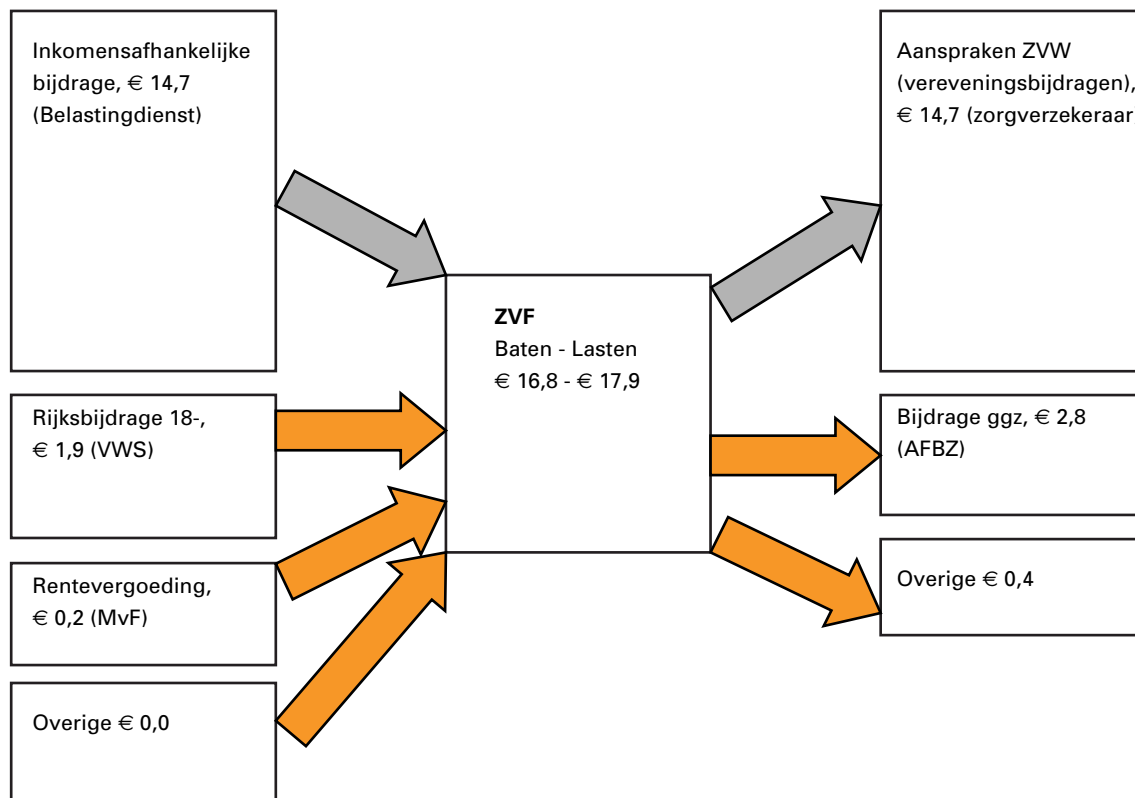 Inkomensafhankelijke
bijdrage, € 14,7
(Belastingdienst)
Rijksbijdrage 18-,
€ 1,9 (VWS)
Rentevergoeding,
€ 0,2 (MvF)
Overige € 0,0
ZVF
Baten - Lasten
€ 16,8 - € 17,9
Aanspraken ZVW
(vereveningsbijdragen),
€ 14,7 (zorgverzekeraar
Bijdrage ggz, € 2,8
(AFBZ)
Overige € 0,4